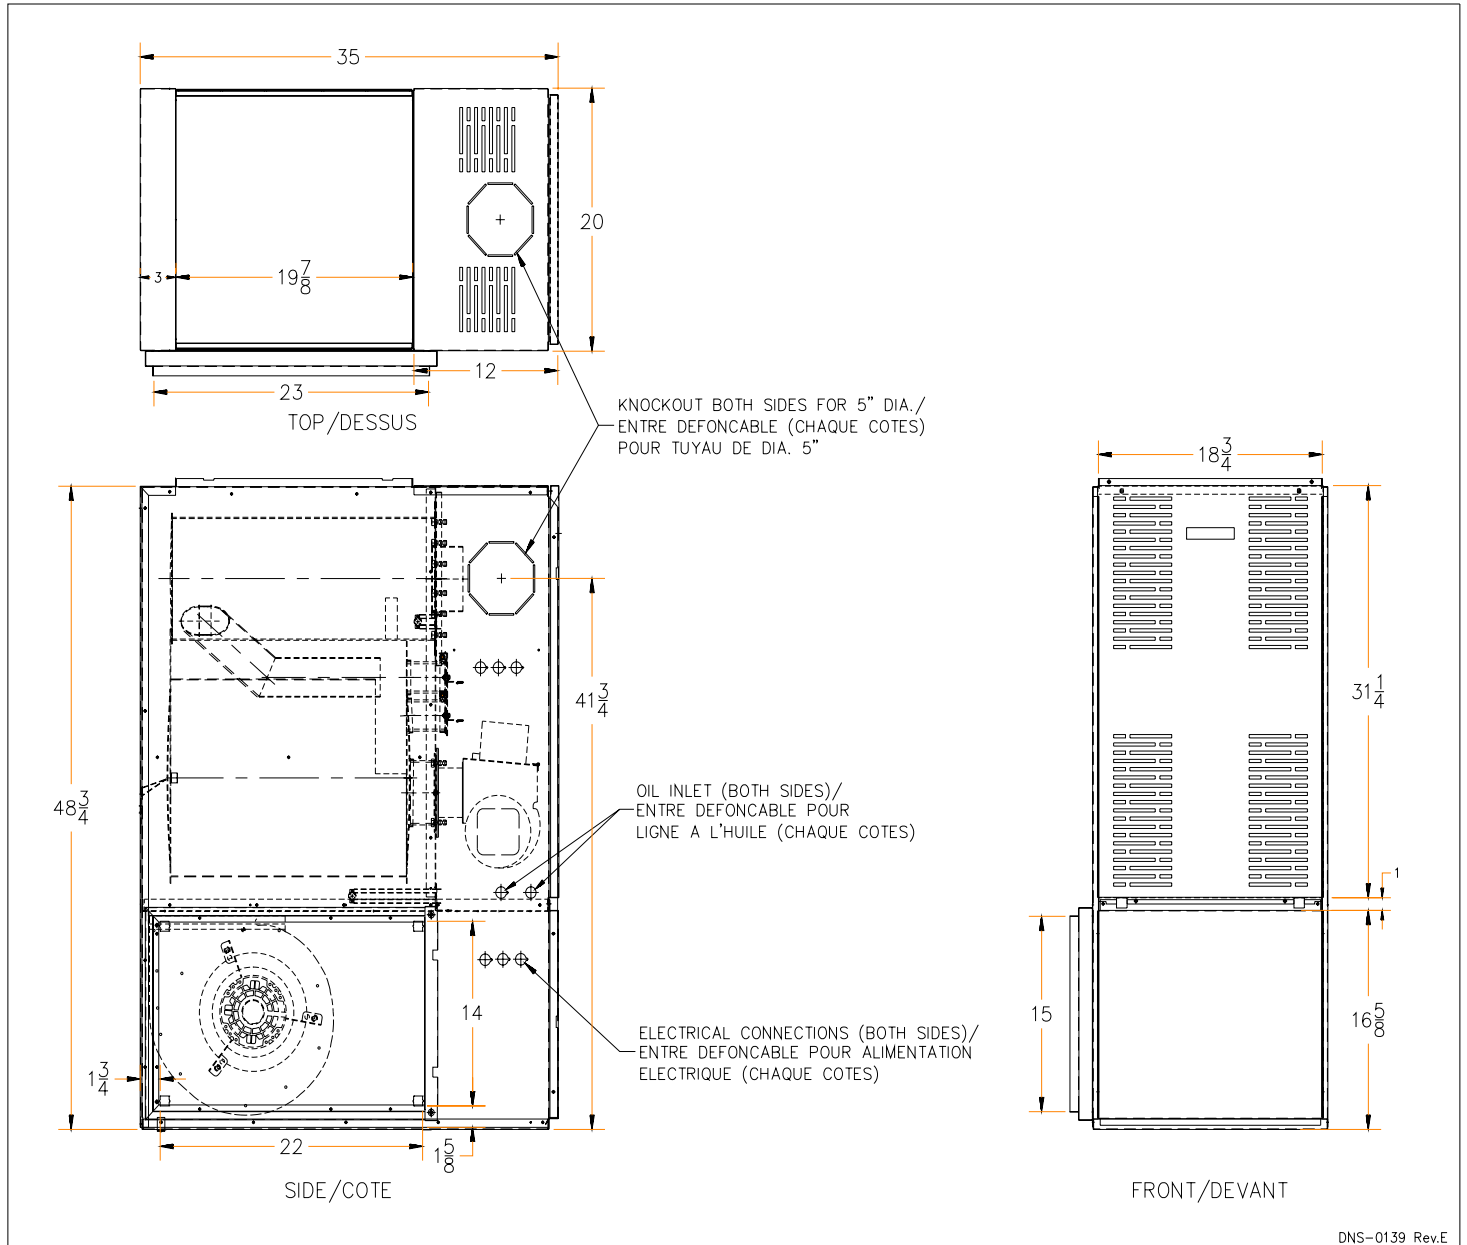 35
20
3
19 7/8
12
23
TOP/DESSUS
KNOCKOUT BOTH SIDES FOR 5" DIA./
ENTRE DEFONCABLE (CHAQUE COTES)
POUR TUYAU DE DIA. 5"
18 3/4
31 1/4
41 3/4
48 3/4
OIL INLET (BOTH SIDES)/
ENTRE DEFONCABLE POUR
LIGNE A L'HUILE (CHAQUE COTES)
1
14
15
16 5/8
ELECTRICAL CONNECTIONS (BOTH SIDES)/
ENTRE DEFONCABLE POUR ALIMENTATION
ELECTRIQUE (CHAQUE COTES)
1 3/4
22
1 5/8
SIDE/COTE
FRONT/DEVANT
DNS-0139 Rev.E